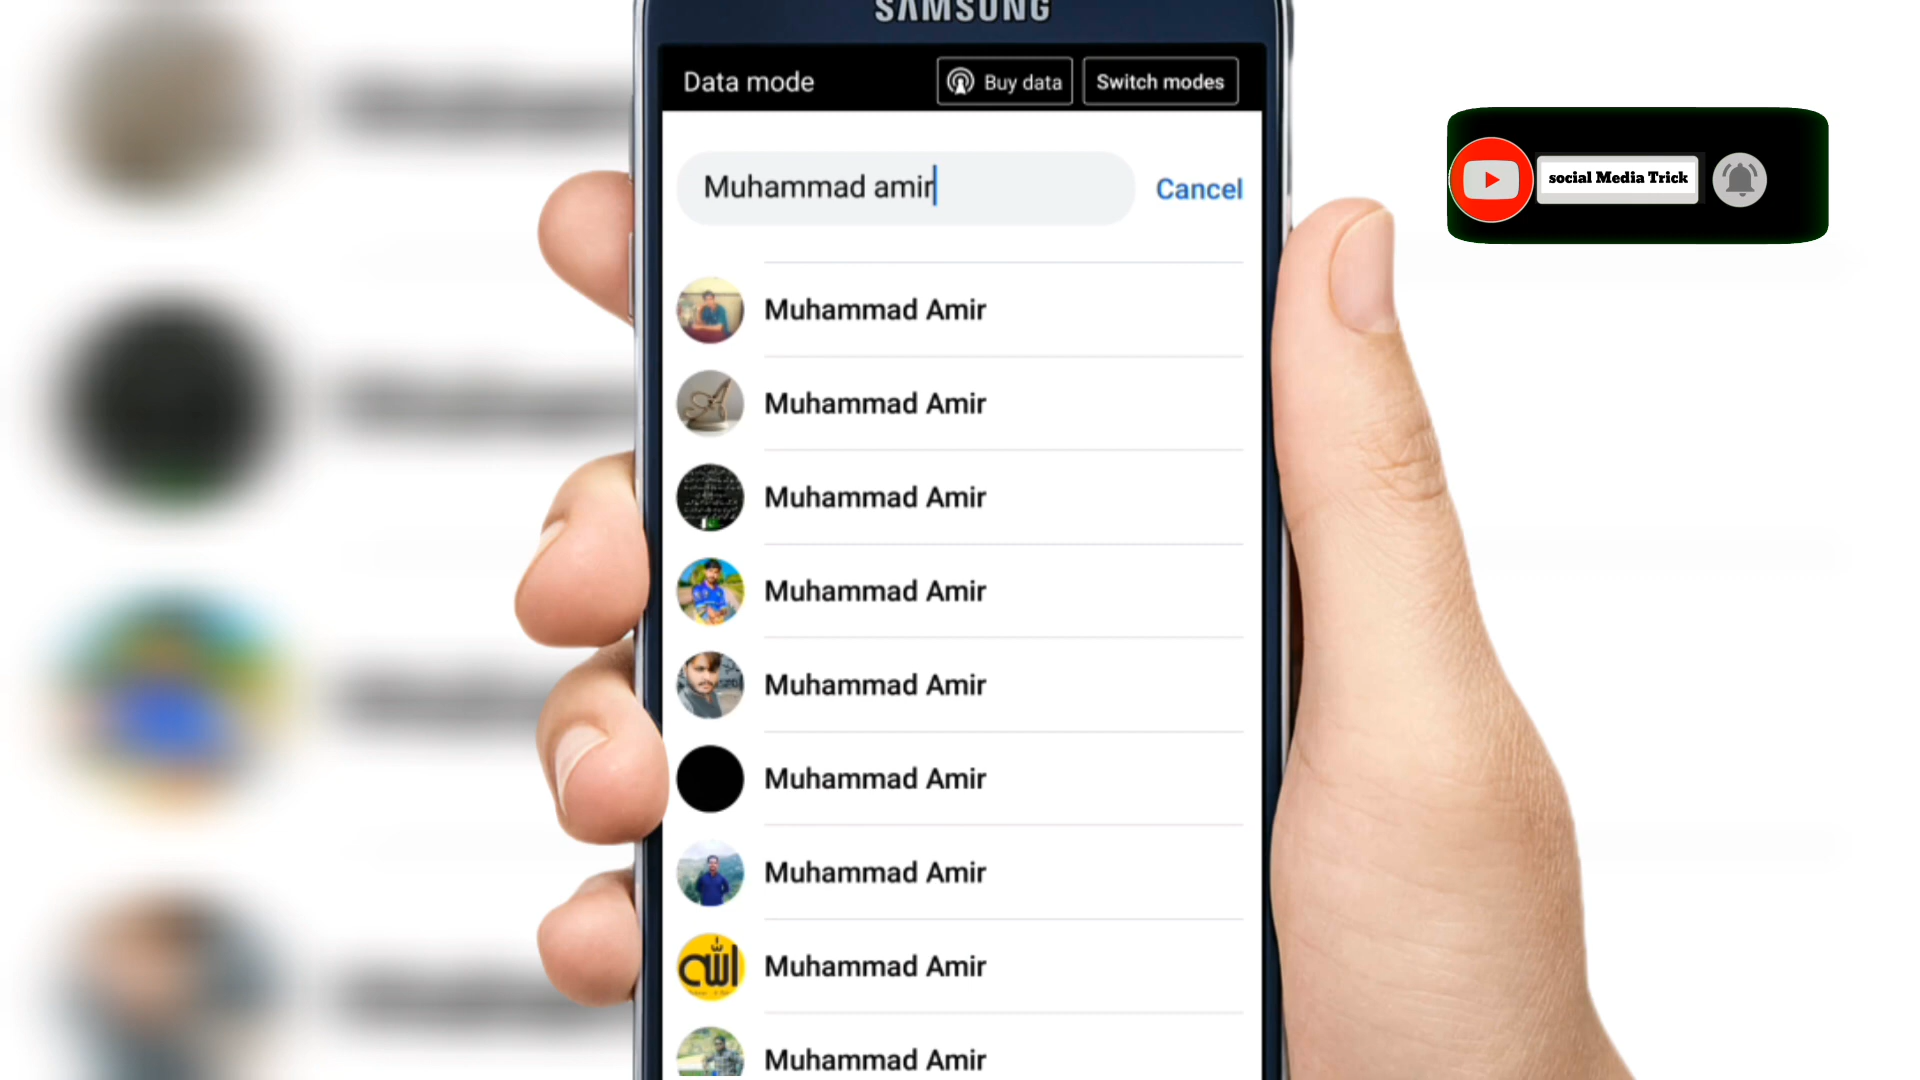 SAMSUNG
Data mode
Buy data
Switch modes
Muhammad amir
Cancel
social Media Trick
Muhammad Amir
Muhammad Amir
Muhammad Amir
Muhammad Amir
Muhammad Amir
Muhammad Amir
Muhammad Amir
الله
Muhammad Amir
Muhammad Amir